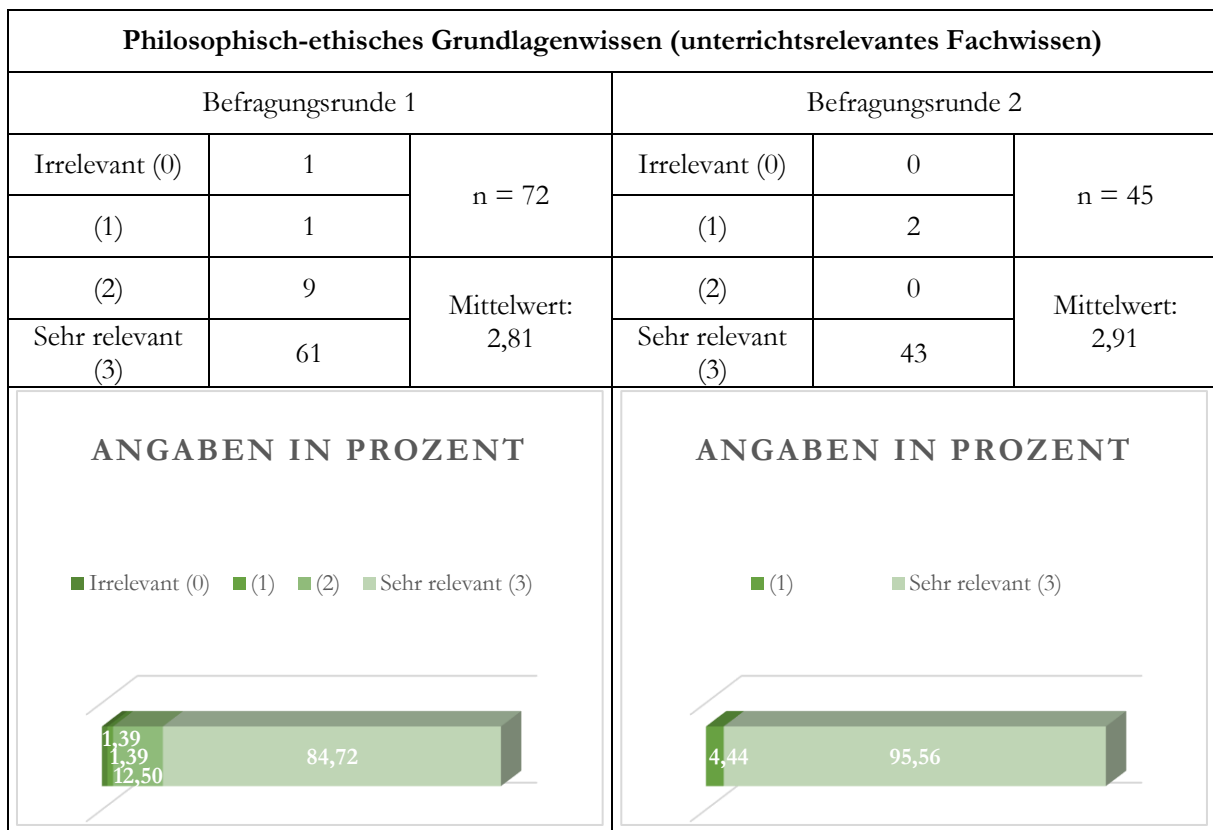 Philosophisch-ethisches Grundlagenwissen (unterrichtsrelevantes Fachwissen)
Befragungsrunde 1
Befragungsrunde 2
Irrelevant (0)
1
n = 72
(1)
1
(2)
9
Mittelwert:
2,81
Sehr relevant
(3)
61
Irrelevant (0)
0
n = 45
(1)
2
(2)
0
Mittelwert:
2,91
Sehr relevant
(3)
43
ANGABEN IN PROZENT
Irrelevant (0) (1) (2) Sehr relevant (3)
1,39
1,39
12,50
84,72
ANGABEN IN PROZENT
(1) Sehr relevant (3)
4,44
95,56